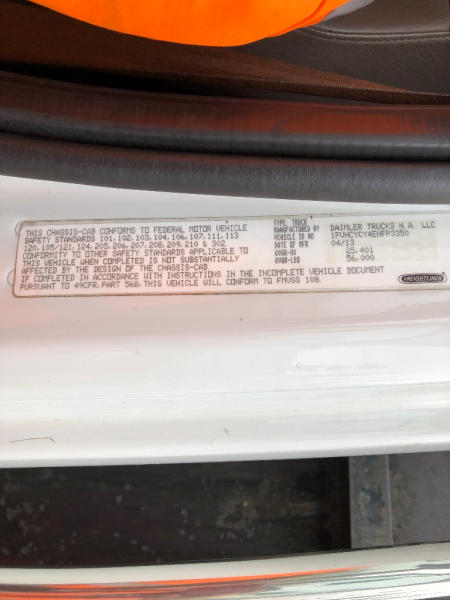 THIS CHASSIS-CAB CONFORMS TO FEDERAL MOTOR VEHICLE
SAFETY STANDARDS 101, 102, 103, 104, 106, 107, 111, 113
120, 105/121, 124, 205, 206, 207, 208, 209, 210 & 302.
CONFORMITY TO OTHER SAFETY STANDARDS APPLICABLE TO
THIS VEHICLE WHEN COMPLETED IS NOT SUBSTANTIALLY
AFFECTED BY THE DESIGN OF THE CHASSIS-CAB.
IF COMPLETED IN ACCORDANCE WITH INSTRUCTIONS IN THE INCOMPLETE VEHICLE DOCUMENT
PURSUANT TO 49CFR, PART 568, THIS VEHICLE WILL CONFORM TO FMVSS 108.
TYPE: TRUCK
MANUFACTURED BY DAIMLER TRUCKS N.A. LLC
VEHICLE ID NO 1FVHCYCY4EHFP3350
DATE OF MFR 04/13
GVWR-KG 25,401
GVWR-LBS 56,000
FREIGHTLINER